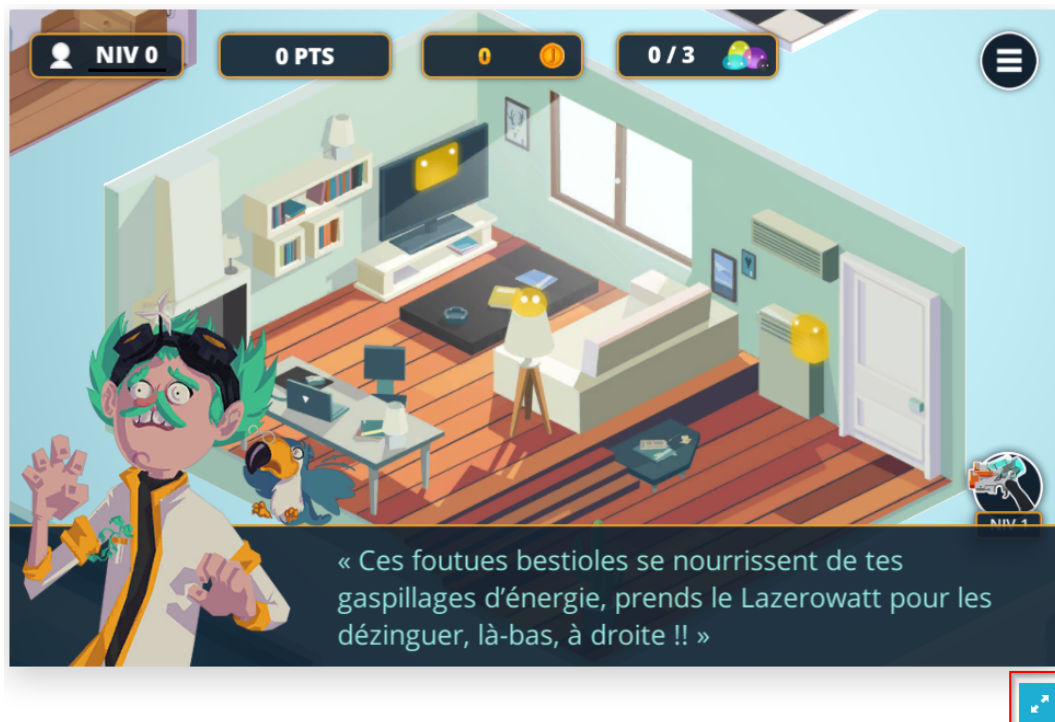 NIV 0
0 PTS
0
0 / 3
NIV 1
« Ces foutues bestioles se nourrissent de tes
gaspillages d’énergie, prends le Lazerowatt pour les
dézinguer, là-bas, à droite !! »